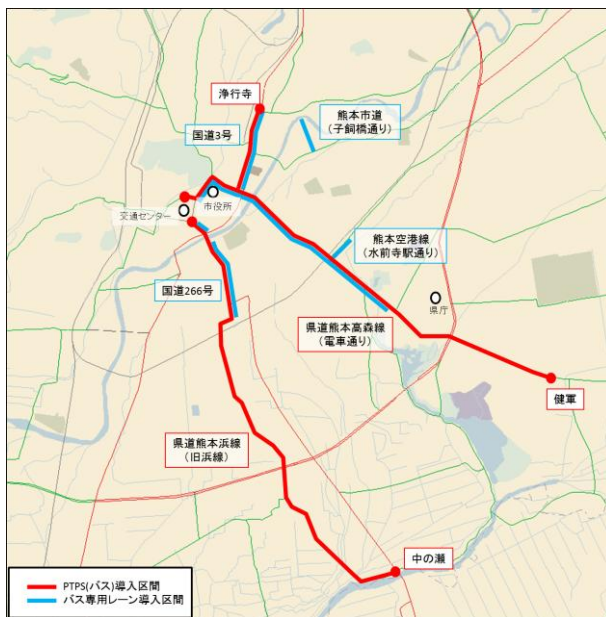 浄行寺
熊本市道
(子飼橋通り)
国道3号
市役所
交通センター
熊本空港線
(水前寺駅通り)
国道266号
県庁
県道熊本高森線
(電車通り)
健軍
県道熊本浜線
(旧浜線)
中の瀬
PTPS(バス)導入区間
バス専用レーン導入区間